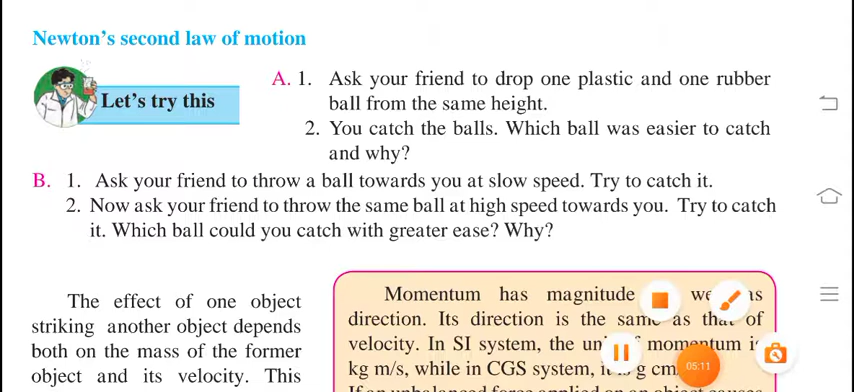 Newton's second law of motion
Let's try this
A. 1. Ask your friend to drop one plastic and one rubber
ball from the same height.
2. You catch the balls. Which ball was easier to catch
and why?
B. 1. Ask your friend to throw a ball towards you at slow speed. Try to catch it.
2. Now ask your friend to throw the same ball at high speed towards you. Try to catch
it. Which ball could you catch with greater ease? Why?
The effect of one object
striking another object depends
both on the mass of the former
object and its velocity. This
Momentum has magnitude as
direction. Its direction is the same as that of
velocity. In SI system, the momentum
kg m/s, while in CGS system, g cm
05:11